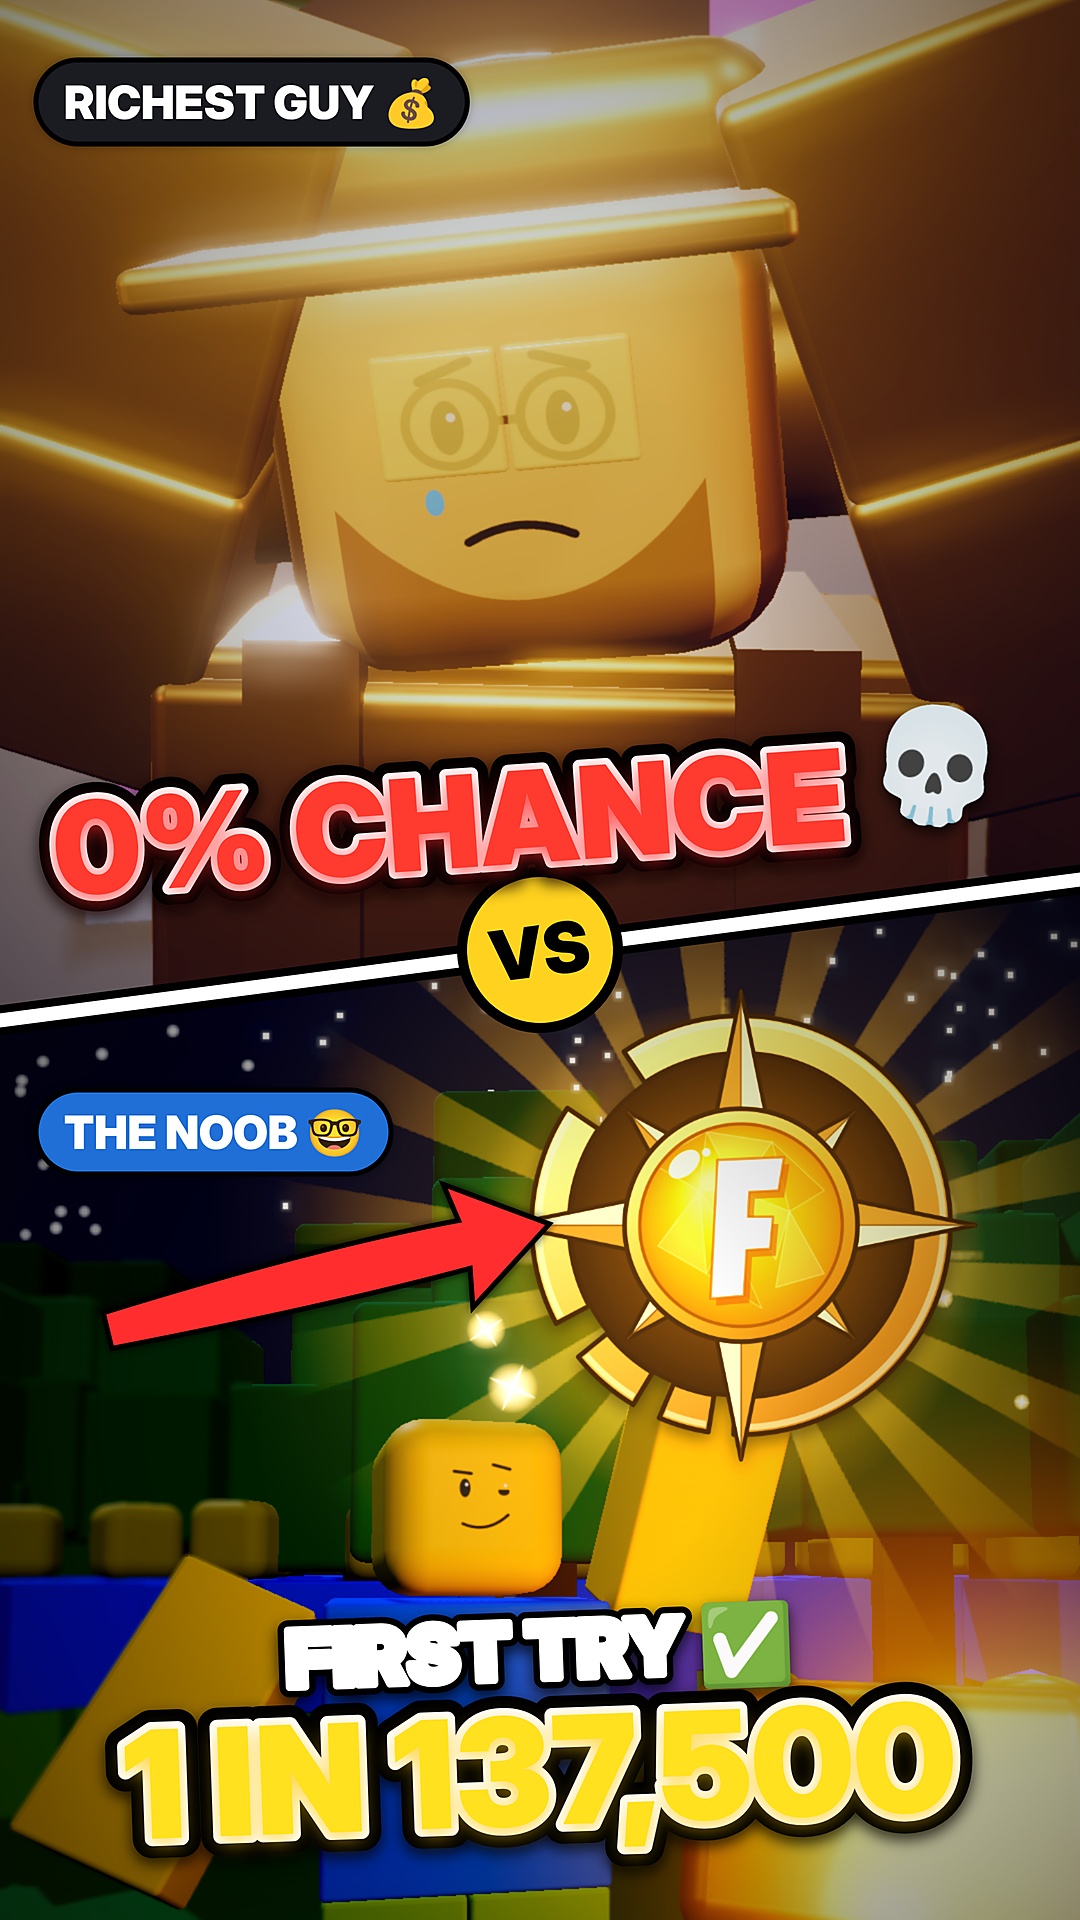 RICHEST GUY 💰
0% CHANCE 💀
VS
THE NOOB 🤓
F
FIRST TRY ✅
1 IN 137,500